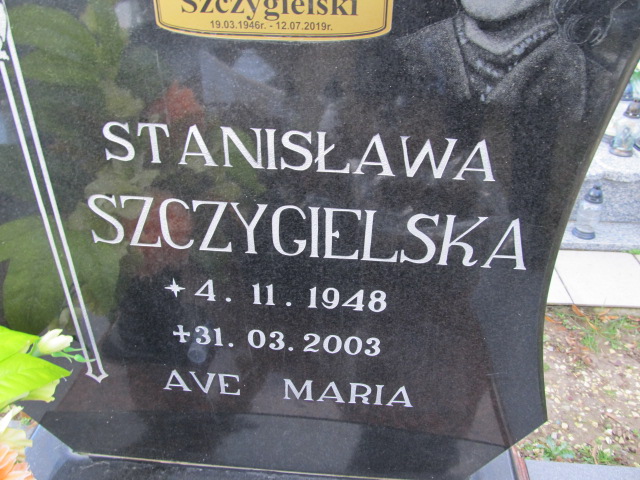 Szczygielski
19.03.1946r. - 12.07.2019r.
STANISŁAWA
SZCZYGIELSKA
4. 11. 1948
+31. 03. 2003
AVE MARIA